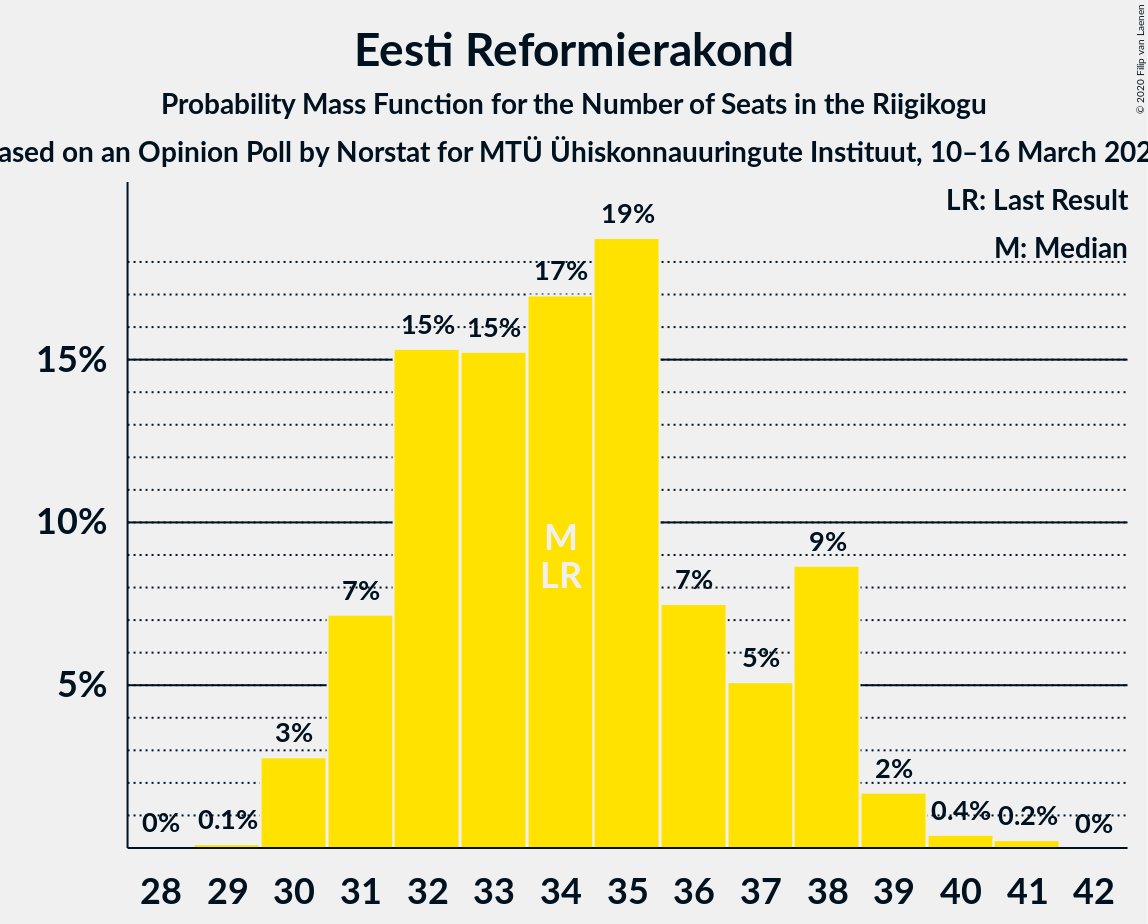 Eesti Reformierakond
Probability Mass Function for the Number of Seats in the Riigikogu
ased on an Opinion Poll by Norstat for MTÜ Ühiskonnauuringute Instituut, 10–16 March 202
© 2020 Filip van Laenen
LR: Last Result
M: Median
19%
17%
15%
15%
15%
10%
9%
7%
7%
5%
5%
3%
2%
0%
0.1%
0.4%
0.2%
0%
M
LR
28 29 30 31 32 33 34 35 36 37 38 39 40 41 42